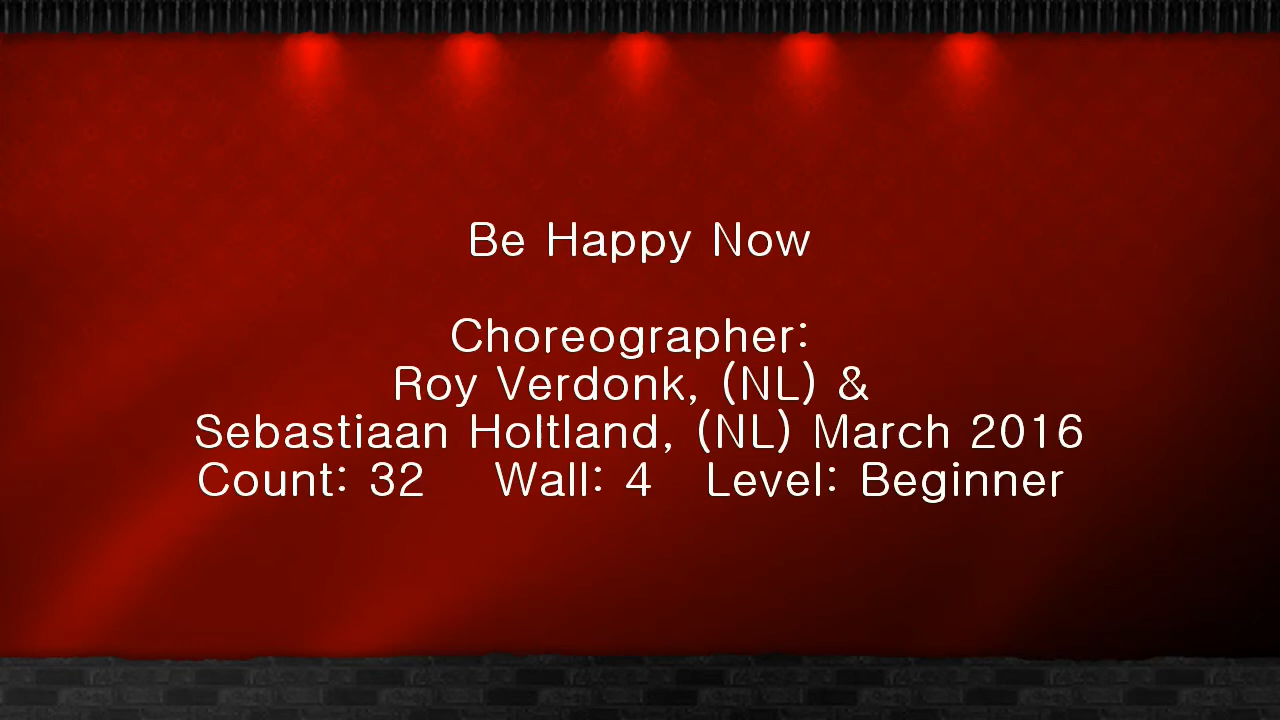 Be Happy Now
Choreographer:
Roy Verdonk, (NL) &
Sebastiaan Holtland, (NL) March 2016
Count: 32 Wall: 4 Level: Beginner